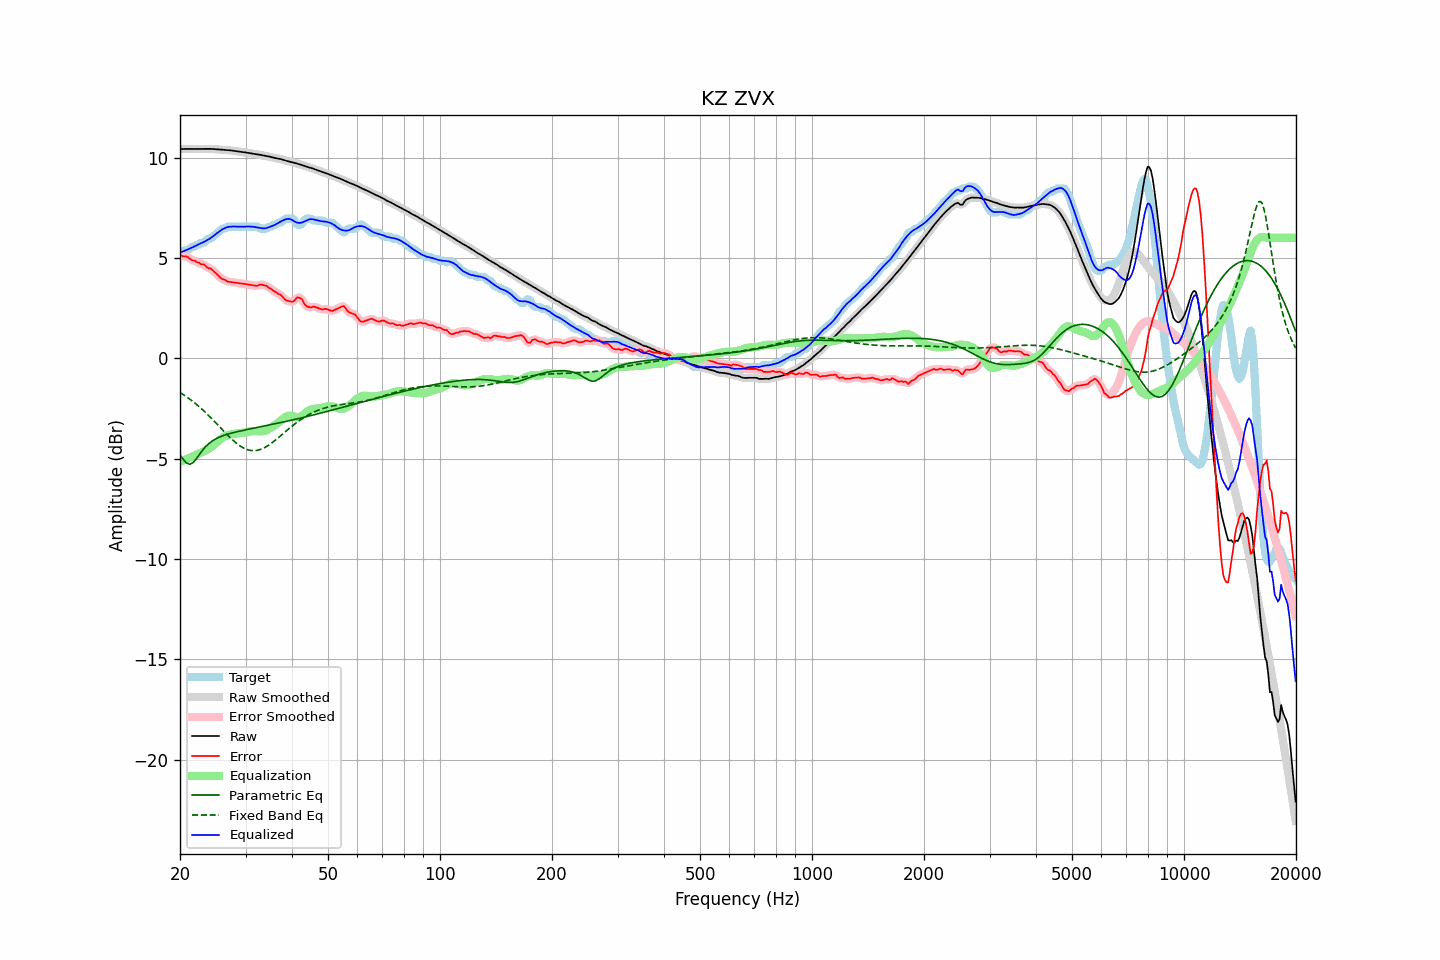 KZ ZVX
Amplitude (dBr)
10
5
0
−5
−10
−15
−20
Target
Raw Smoothed
Error Smoothed
Raw
Error
Equalization
Parametric Eq
Fixed Band Eq
Equalized
20 50 100 200 500 1000 2000 5000 10000 20000
Frequency (Hz)